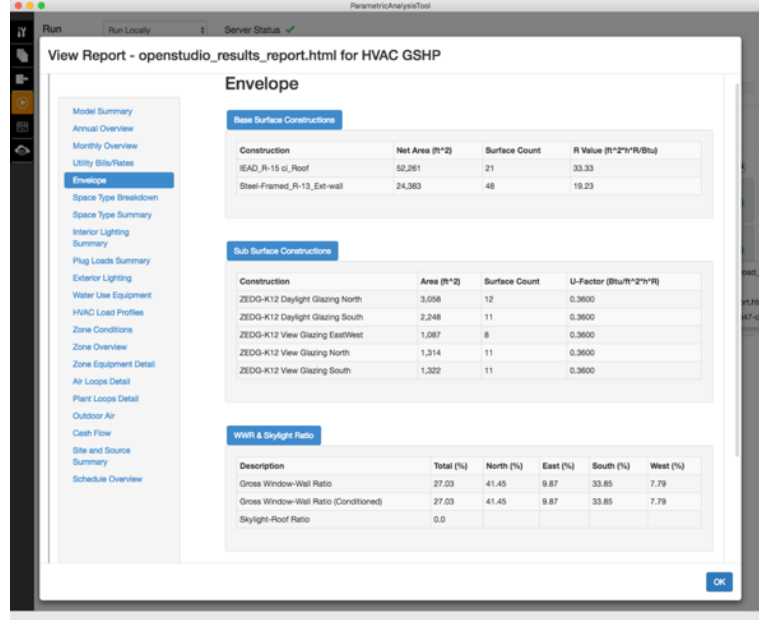 ParametricAnalysisTool
Run Run Locally Server Status ✓
View Report - openstudio_results_report.html for HVAC GSHP
Model Summary
Annual Overview
Monthly Overview
Utility Bills/Rates
Envelope
Space Type Breakdown
Space Type Summary
Interior Lighting
Summary
Plug Loads Summary
Exterior Lighting
Water Use Equipment
HVAC Load Profiles
Zone Conditions
Zone Overview
Zone Equipment Detail
Air Loops Detail
Plant Loops Detail
Outdoor Air
Cash Flow
Site and Source
Summary
Schedule Overview
Envelope
Base Surface Constructions
Construction Net Area (ft^2) Surface Count R Value (ft^2*h*R/Btu)
IEAD_R-15 ci_Roof 52,261 21 33.33
Steel-Framed_R-13_Ext-wall 24,383 48 19.23
Sub Surface Constructions
Construction Area (ft^2) Surface Count U-Factor (Btu/ft^2*h*R)
ZEDG-K12 Daylight Glazing North 3,058 12 0.3600
ZEDG-K12 Daylight Glazing South 2,248 11 0.3600
ZEDG-K12 View Glazing EastWest 1,087 8 0.3600
ZEDG-K12 View Glazing North 1,314 11 0.3600
ZEDG-K12 View Glazing South 1,322 11 0.3600
WWR & Skylight Ratio
Description Total (%) North (%) East (%) South (%) West (%)
Gross Window-Wall Ratio 27.03 41.45 9.87 33.85 7.79
Gross Window-Wall Ratio (Conditioned) 27.03 41.45 9.87 33.85 7.79
Skylight-Roof Ratio 0.0
OK